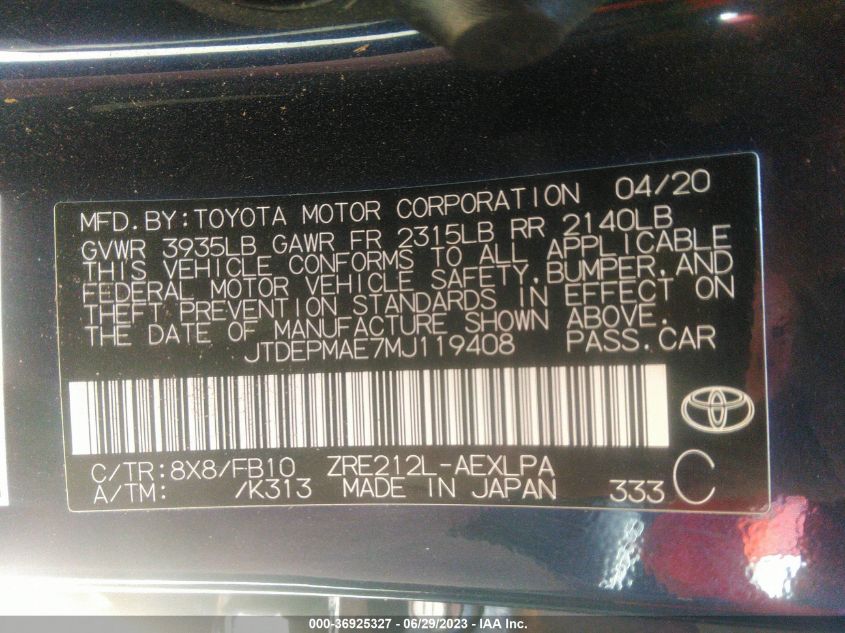 MFD.BY:TOYOTA MOTOR CORPORATION 04/20
GVWR 3935LB GAWR FR 2315LB RR 2140LB
THIS VEHICLE CONFORMS TO ALL APPLICABLE
FEDERAL MOTOR VEHICLE SAFETY,BUMPER,AND
THEFT PREVENTION STANDARDS IN EFFECT ON
THE DATE OF MANUFACTURE SHOWN ABOVE.
JTDEPMAE7MJ119408 PASS.CAR
C/TR:8X8/FB10 ZRE212L-AEXLPA
A/TM: /K313 MADE IN JAPAN 333 C
000-36925327 - 06/29/2023 - IAA Inc.